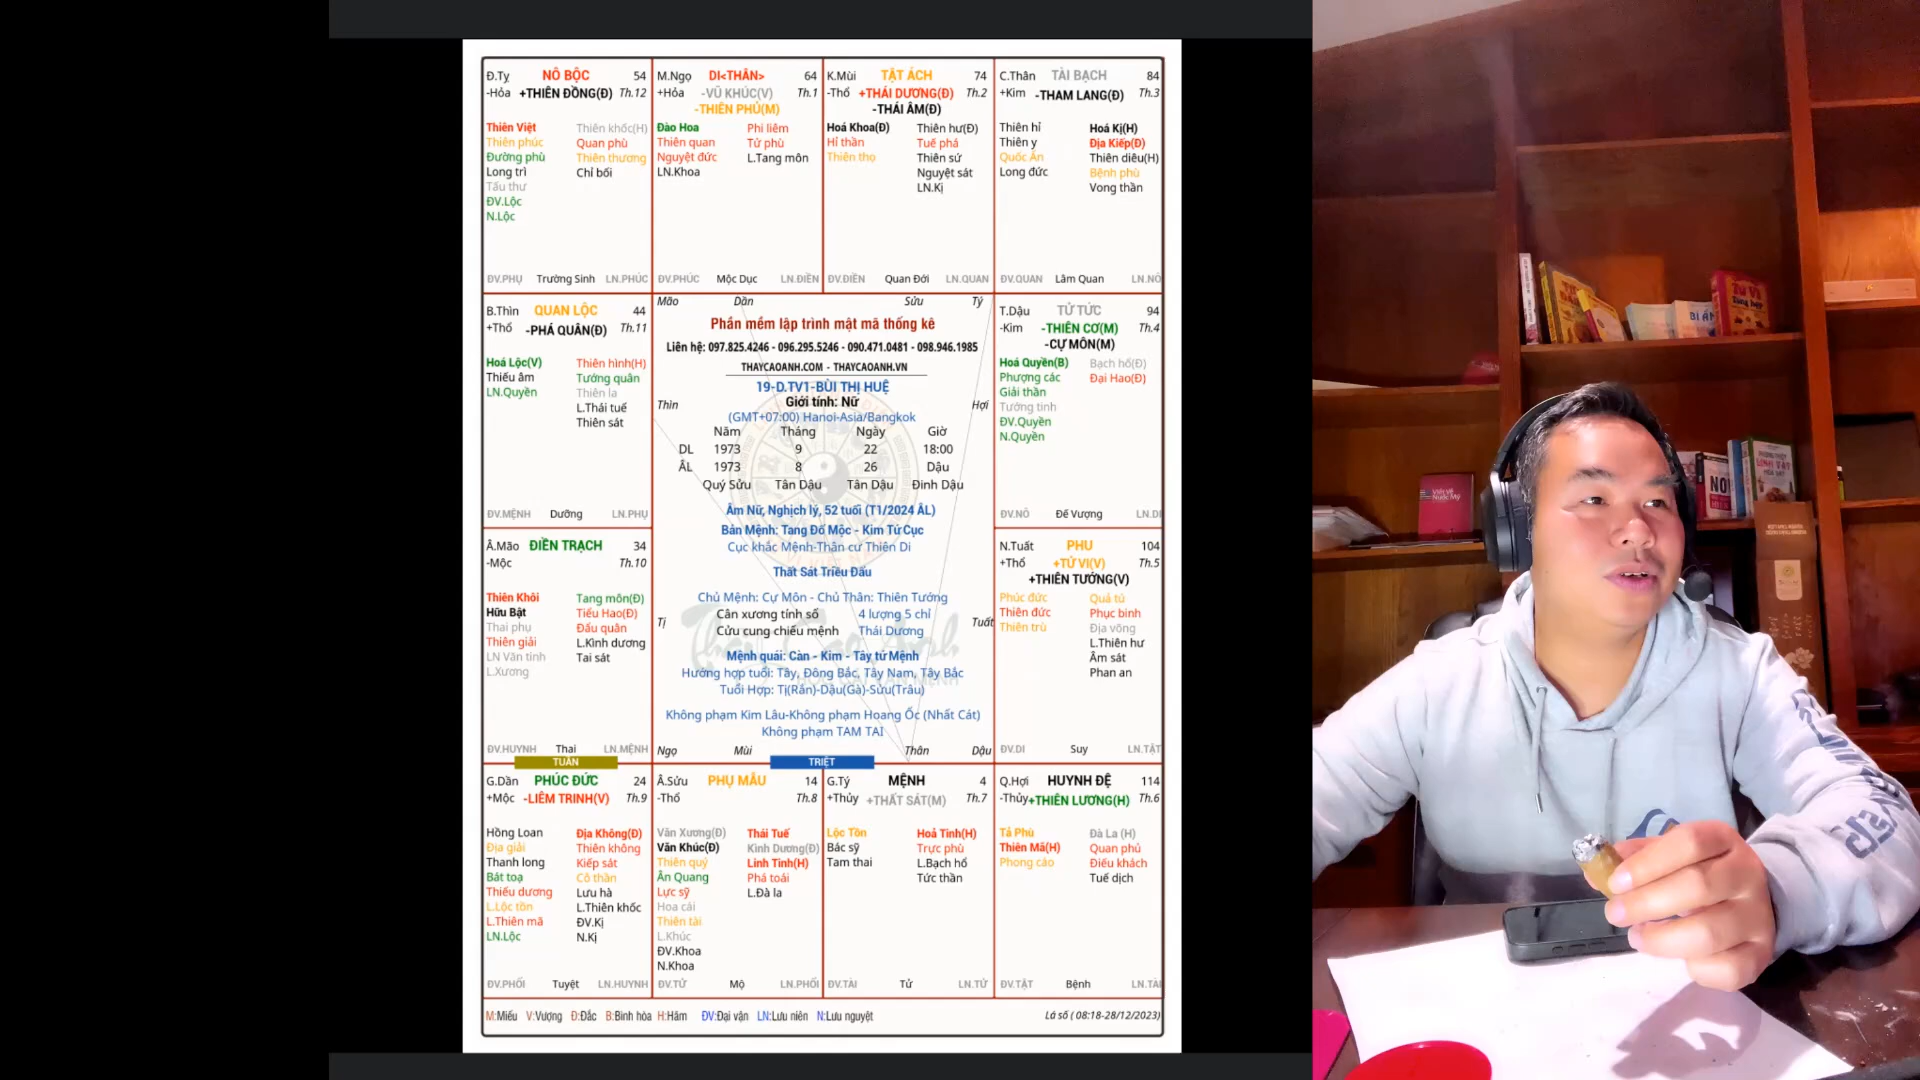 Đ.Tỵ NÔ BỘC 54
-Hỏa +THIÊN ĐỒNG(Đ) Th.12
Thiên Việt Thiên khốc(H)
Thiên phúc Quan phù
Đường phù Thiên thương
Long trì Chỉ bối
Tấu thư
ĐV.Lộc
N.Lộc
ĐV.PHỤ Trường Sinh LN.PHÚC
M.Ngọ DI<THÂN> 64
+Hỏa -VŨ KHÚC(V) Th.1
-THIÊN PHỦ(M)
Đào Hoa Phi liêm
Thiên quan Tử phù
Nguyệt đức L.Tang môn
LN.Khoa
ĐV.PHÚC Mộc Dục LN.ĐIỀN
K.Mùi TẬT ÁCH 74
-Thổ +THÁI DƯƠNG(Đ) Th.2
-THÁI ÂM(Đ)
Hoá Khoa(Đ) Thiên hư(Đ)
Hỉ thần Tuế phá
Thiên thọ Thiên sứ
Nguyệt sát
LN.Kị
ĐV.ĐIỀN Quan Đới LN.QUAN
C.Thân TÀI BẠCH 84
+Kim -THAM LANG(Đ) Th.3
Thiên hỉ Hoá Kị(H)
Thiên y Địa Kiếp(Đ)
Quốc Ấn Thiên diêu(H)
Long đức Bệnh phù
Vong thần
ĐV.QUAN Lâm Quan LN.NÔ
B.Thìn QUAN LỘC 44
+Thổ -PHÁ QUÂN(Đ) Th.11
Hoá Lộc(V) Thiên hình(H)
Thiếu âm Tướng quân
LN.Quyền Thiên la
L.Thái tuế
Thiên sát
ĐV.MỆNH Dưỡng LN.PHỤ
Mão Dần Sửu Tý
Phần mềm lập trình mật mã thống kê
Liên hệ: 097.825.4246 - 096.295.5246 - 090.471.0481 - 098.946.1985
THAYCAOANH.COM - THAYCAOANH.VN
19-D.TV1-BÙI THỊ HUỆ
Giới tính: Nữ
Thìn Hợi
(GMT+07:00) Hanoi-Asia/Bangkok
Năm Tháng Ngày Giờ
DL 1973 9 22 18:00
ÂL 1973 8 26 Dậu
Quý Sửu Tân Dậu Tân Dậu Đinh Dậu
Âm Nữ, Nghịch lý, 52 tuổi (T1/2024 ÂL)
Bản Mệnh: Tang Đố Mộc - Kim Tứ Cục
Cục khắc Mệnh-Thân cư Thiên Di
Thất Sát Triều Đẩu
Chủ Mệnh: Cự Môn - Chủ Thân: Thiên Tướng
Cân xương tính số 4 lượng 5 chỉ
Tị Tuất
Cửu cung chiếu mệnh Thái Dương
Thầy Cao Anh
Mệnh quái: Càn - Kim - Tây tứ Mệnh
Hướng hợp tuổi: Tây, Đông Bắc, Tây Nam, Tây Bắc
Tuổi Hợp: Tị(Rắn)-Dậu(Gà)-Sửu(Trâu)
Không phạm Kim Lâu-Không phạm Hoang Ốc (Nhất Cát)
Không phạm TAM TAI
Ngọ Mùi Thân Dậu
T.Dậu TỬ TỨC 94
-Kim -THIÊN CƠ(M) Th.4
-CỰ MÔN(M)
Hoá Quyền(B) Bạch hổ(Đ)
Phượng các Đại Hao(Đ)
Giải thần
Tướng tinh
ĐV.Quyền
N.Quyền
ĐV.NÔ Đế Vượng LN.DI
Â.Mão ĐIỀN TRẠCH 34
-Mộc Th.10
Thiên Khôi Tang môn(Đ)
Hữu Bật Tiểu Hao(Đ)
Thai phụ Đẩu quân
Thiên giải L.Kình dương
LN Văn tinh Tai sát
L.Xương
ĐV.HUYNH Thai LN.MỆNH
N.Tuất PHU 104
+Thổ +TỬ VI(V) Th.5
+THIÊN TƯỚNG(V)
Phúc đức Quả tú
Thiên đức Phục binh
Thiên trù Địa võng
L.Thiên hư
Âm sát
Phan an
ĐV.DI Suy LN.TẬT
TUẦN TRIỆT
G.Dần PHÚC ĐỨC 24
+Mộc -LIÊM TRINH(V) Th.9
Hồng Loan Địa Không(Đ)
Địa giải Thiên không
Thanh long Kiếp sát
Bát toạ Cô thần
Thiếu dương Lưu hà
L.Lộc tồn L.Thiên khốc
L.Thiên mã ĐV.Kị
LN.Lộc N.Kị
ĐV.PHỐI Tuyệt LN.HUYNH
Â.Sửu PHỤ MẪU 14
-Thổ Th.8
Văn Xương(Đ) Thái Tuế
Văn Khúc(Đ) Kình Dương(Đ)
Thiên quý Linh Tinh(H)
Ân Quang Phá toái
Lực sỹ L.Đà la
Hoa cái
Thiên tài
L.Khúc
ĐV.Khoa
N.Khoa
ĐV.TỬ Mộ LN.PHỐI
G.Tý MỆNH 4
+Thủy +THẤT SÁT(M) Th.7
Lộc Tồn Hoả Tinh(H)
Bác sỹ Trực phù
Tam thai L.Bạch hổ
Tức thần
ĐV.TÀI Tử LN.TỬ
Q.Hợi HUYNH ĐỆ 114
-Thủy +THIÊN LƯƠNG(H) Th.6
Tả Phù Đà La (H)
Thiên Mã(H) Quan phủ
Phong cáo Điếu khách
Tuế dịch
ĐV.TẬT Bệnh LN.TÀI
M:Miếu V:Vượng Đ:Đắc B:Bình hòa H:Hãm ĐV:Đại vận LN:Lưu niên N:Lưu nguyệt
Lá số ( 08:18-28/12/2023)
BÍ ẨN